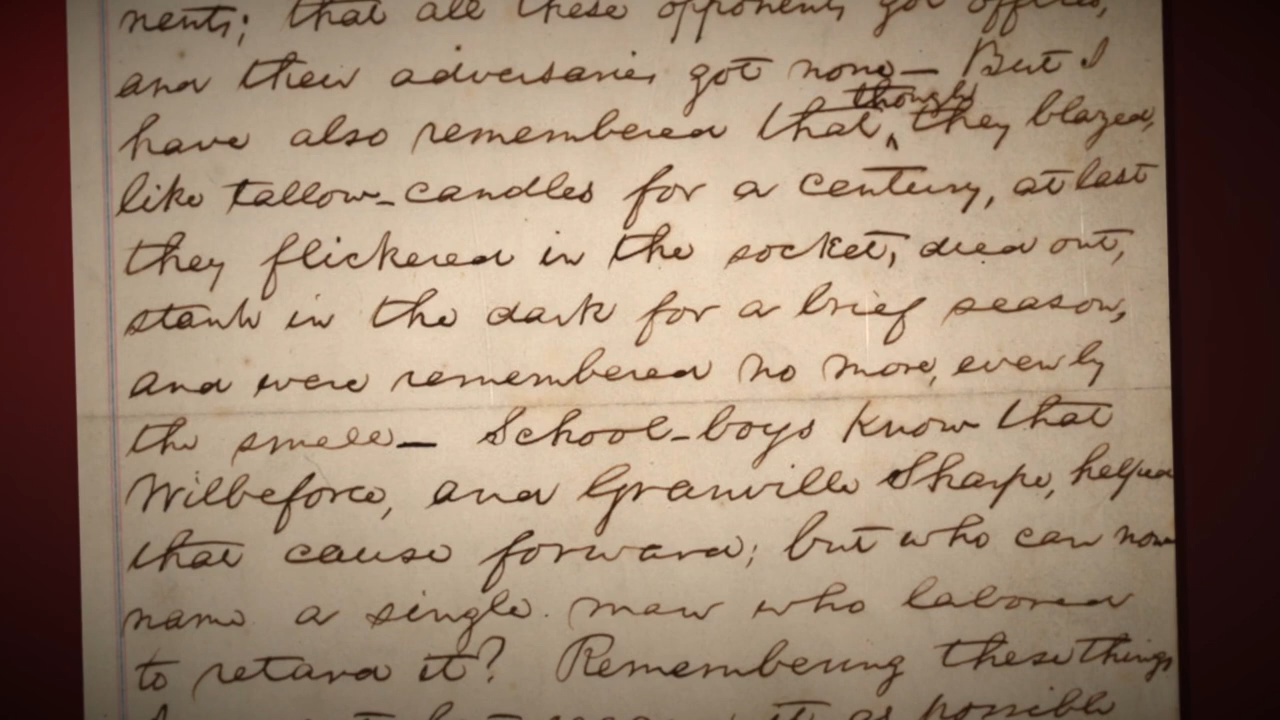 nents; that all these opponents got offices,
and their adversaries got none— But I
have also remembered that ‸ though they blazed,
like tallow-candles for a century, at last
they flickered in the socket, died out,
stank in the dark for a brief season,
and were remembered no more, even by
the smell— School-boys know that
Wilbeforce, and Granville Sharpe, helped
that cause forward; but who can now
name a single man who labored
to retard it? Remembering these things
it as possible